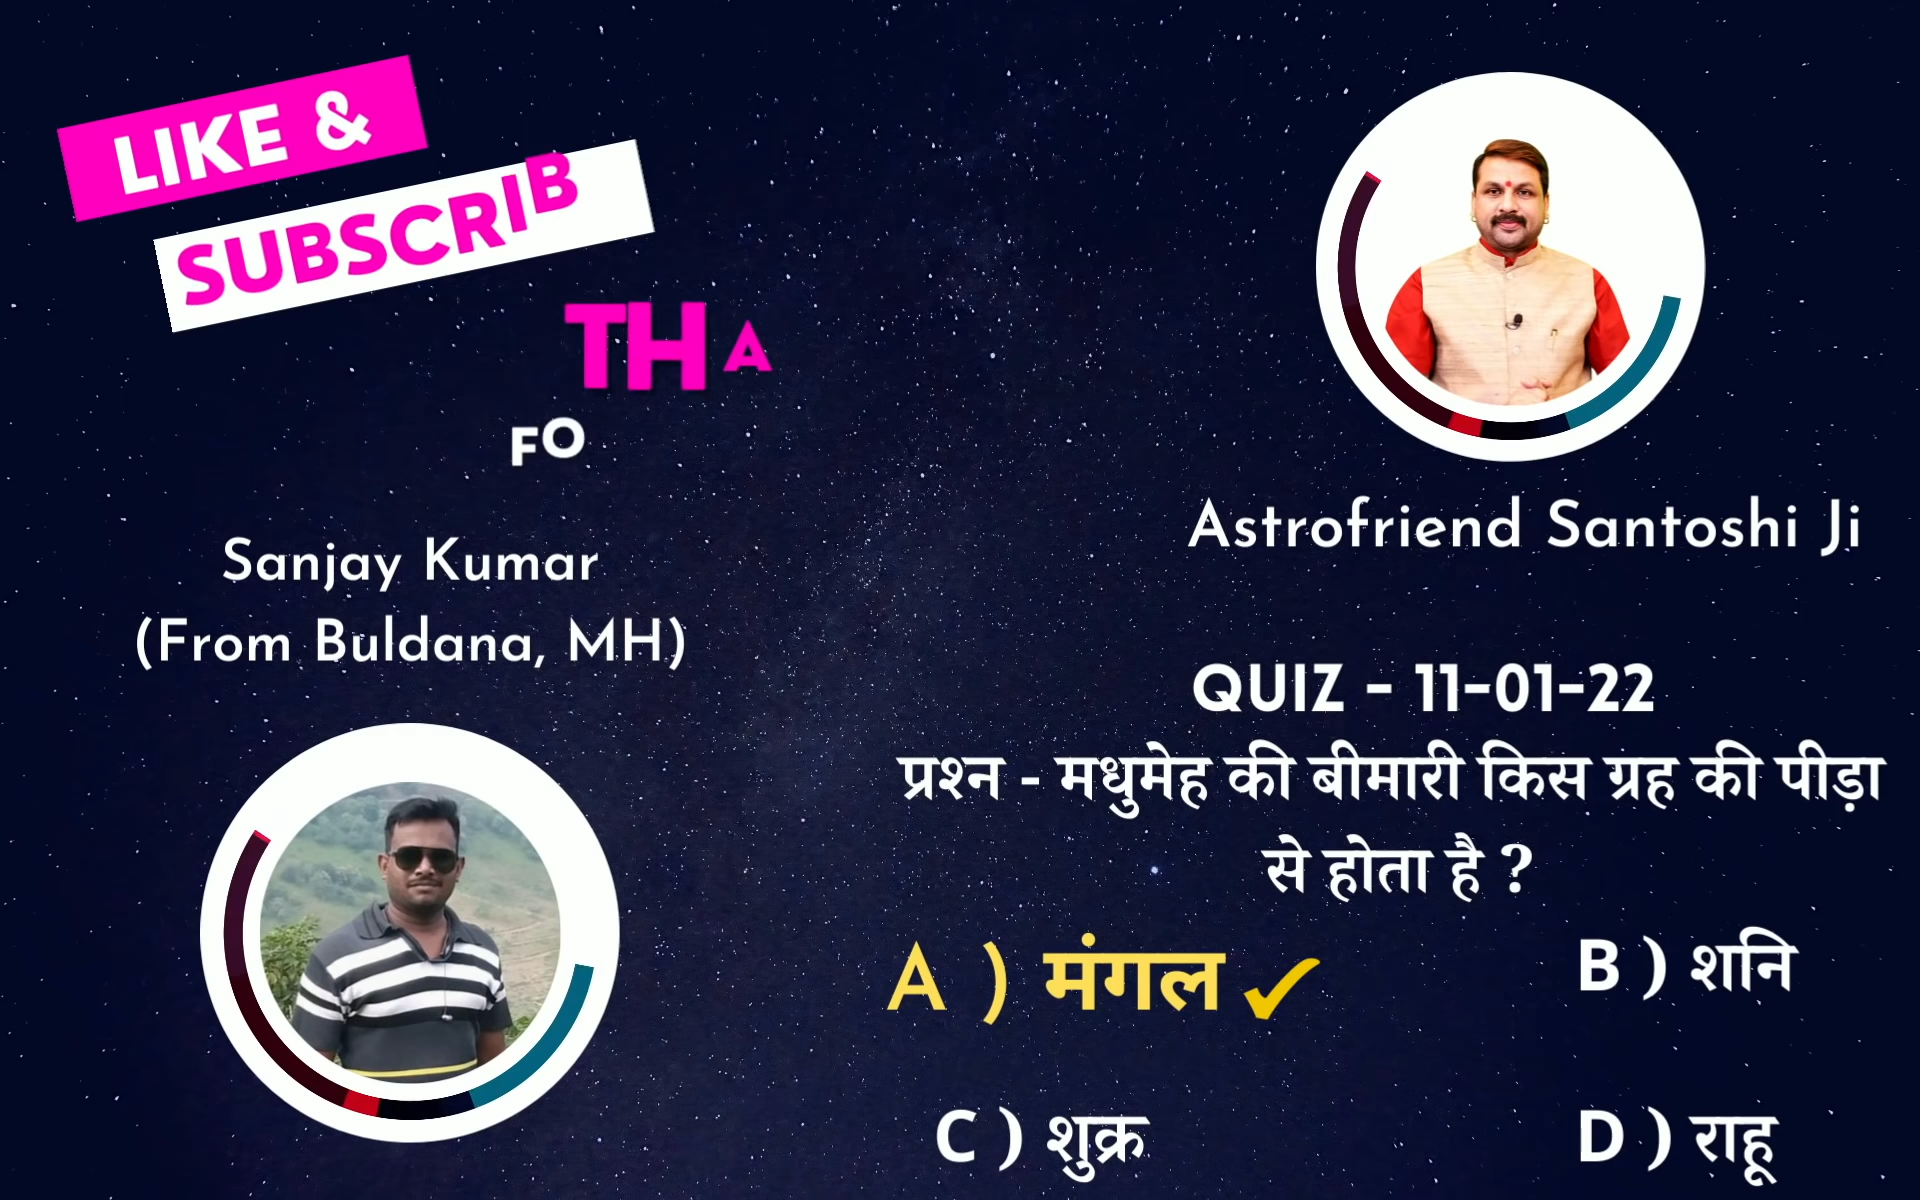 LIKE &
SUBSCRIB
THA
FO
Sanjay Kumar
(From Buldana, MH)
Astrofriend Santoshi Ji
QUIZ - 11-01-22
प्रश्न - मधुमेह की बीमारी किस ग्रह की पीड़ा
से होता है ?
A ) मंगल ✓
B ) शनि
C ) शुक्र
D ) राहू